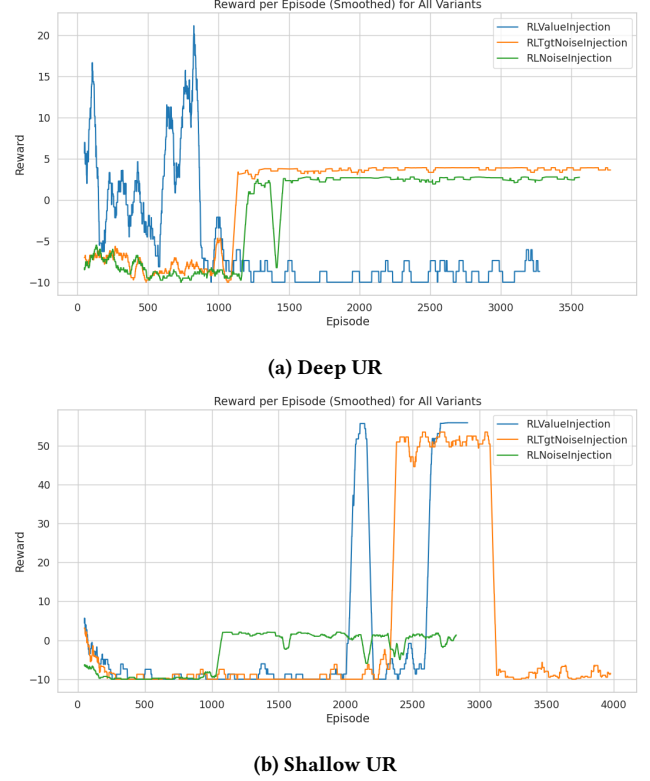 Reward per Episode (Smoothed) for All Variants
RLValueInjection
RLTgtNoiseInjection
RLNoiseInjection
20
15
10
5
0
−5
−10
Reward
0 500 1000 1500 2000 2500 3000 3500
Episode
(a) Deep UR
Reward per Episode (Smoothed) for All Variants
RLValueInjection
RLTgtNoiseInjection
RLNoiseInjection
50
40
30
20
10
0
−10
Reward
0 500 1000 1500 2000 2500 3000 3500 4000
Episode
(b) Shallow UR